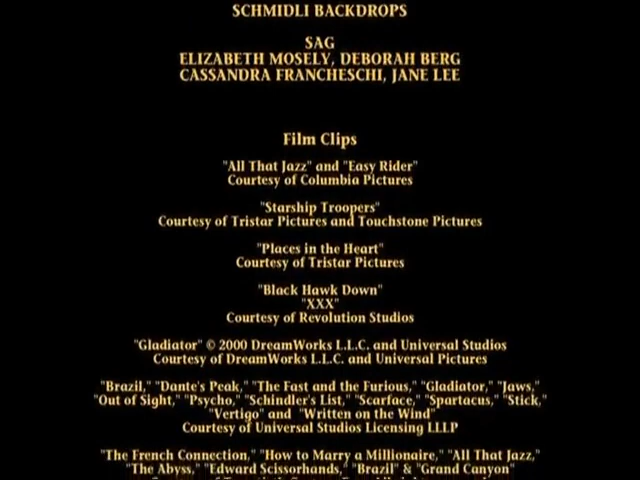 SCHMIDLI BACKDROPS
SAG
ELIZABETH MOSELY, DEBORAH BERG
CASSANDRA FRANCHESCHI, JANE LEE
Film Clips
"All That Jazz" and "Easy Rider"
Courtesy of Columbia Pictures
"Starship Troopers"
Courtesy of Tristar Pictures and Touchstone Pictures
"Places in the Heart"
Courtesy of Tristar Pictures
"Black Hawk Down"
"XXX"
Courtesy of Revolution Studios
"Gladiator" © 2000 DreamWorks L.L.C. and Universal Studios
Courtesy of DreamWorks L.L.C. and Universal Pictures
"Brazil," "Dante's Peak," "The Fast and the Furious," "Gladiator," "Jaws,"
"Out of Sight," "Psycho," "Schindler's List," "Scarface," "Spartacus," "Stick,"
"Vertigo" and "Written on the Wind"
Courtesy of Universal Studios Licensing LLLP
"The French Connection," "How to Marry a Millionaire," "All That Jazz,"
"The Abyss," "Edward Scissorhands," "Brazil" & "Grand Canyon"